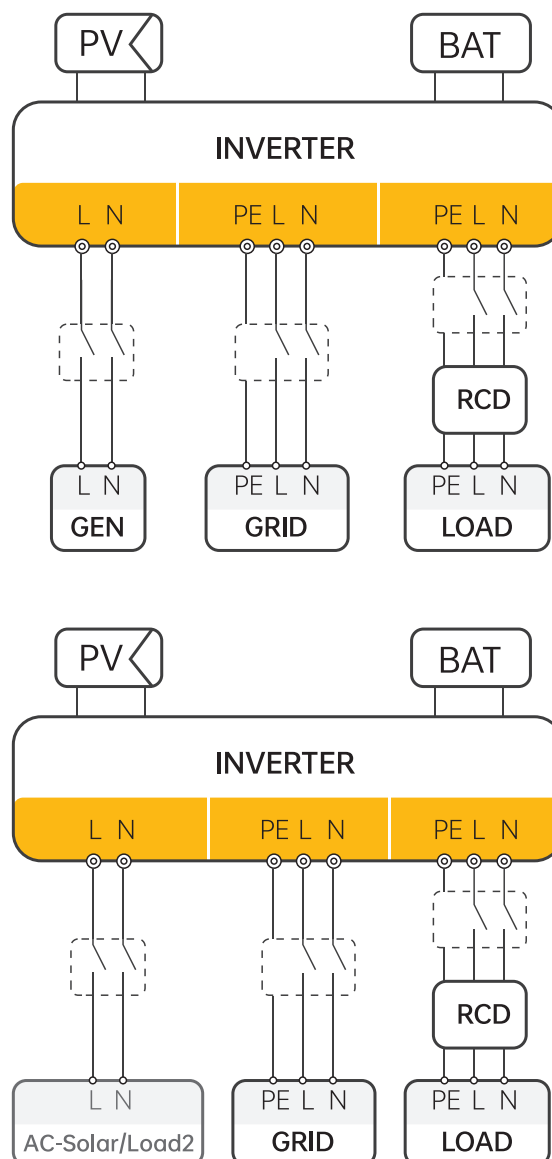 PV BAT
INVERTER
L N PE L N PE L N
RCD
L N PE L N PE L N
GEN GRID LOAD
PV BAT
INVERTER
L N PE L N PE L N
RCD
L N PE L N PE L N
AC-Solar/Load2 GRID LOAD